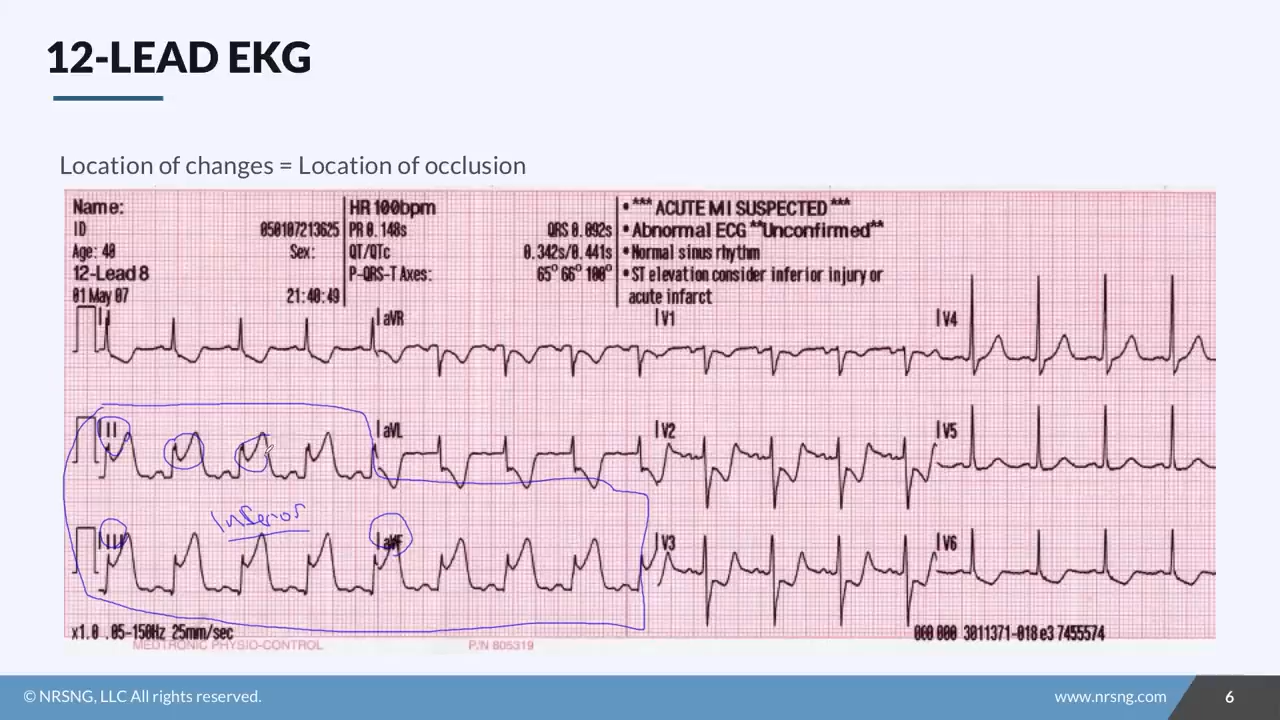 12-LEAD EKG
Location of changes = Location of occlusion
Name:
ID 050107213625
Age: 40 Sex:
12-Lead 8
01 May 07 21:40:49
HR 100bpm
PR 0.148s QRS 0.092s
QT/QTc 0.342s/0.441s
P-QRS-T Axes: 65° 66° 100°
• *** ACUTE MI SUSPECTED ***
• Abnormal ECG **Unconfirmed**
• Normal sinus rhythm
• ST elevation consider inferior injury or
acute infarct
I aVR V1 V4
II aVL V2 V5
Inferior
III aVF V3 V6
x1.0 .05-150Hz 25mm/sec
000 000 3011371-018 e3 7455574
MEDTRONIC PHYSIO-CONTROL P/N 805319
© NRSNG, LLC All rights reserved.
www.nrsng.com 6